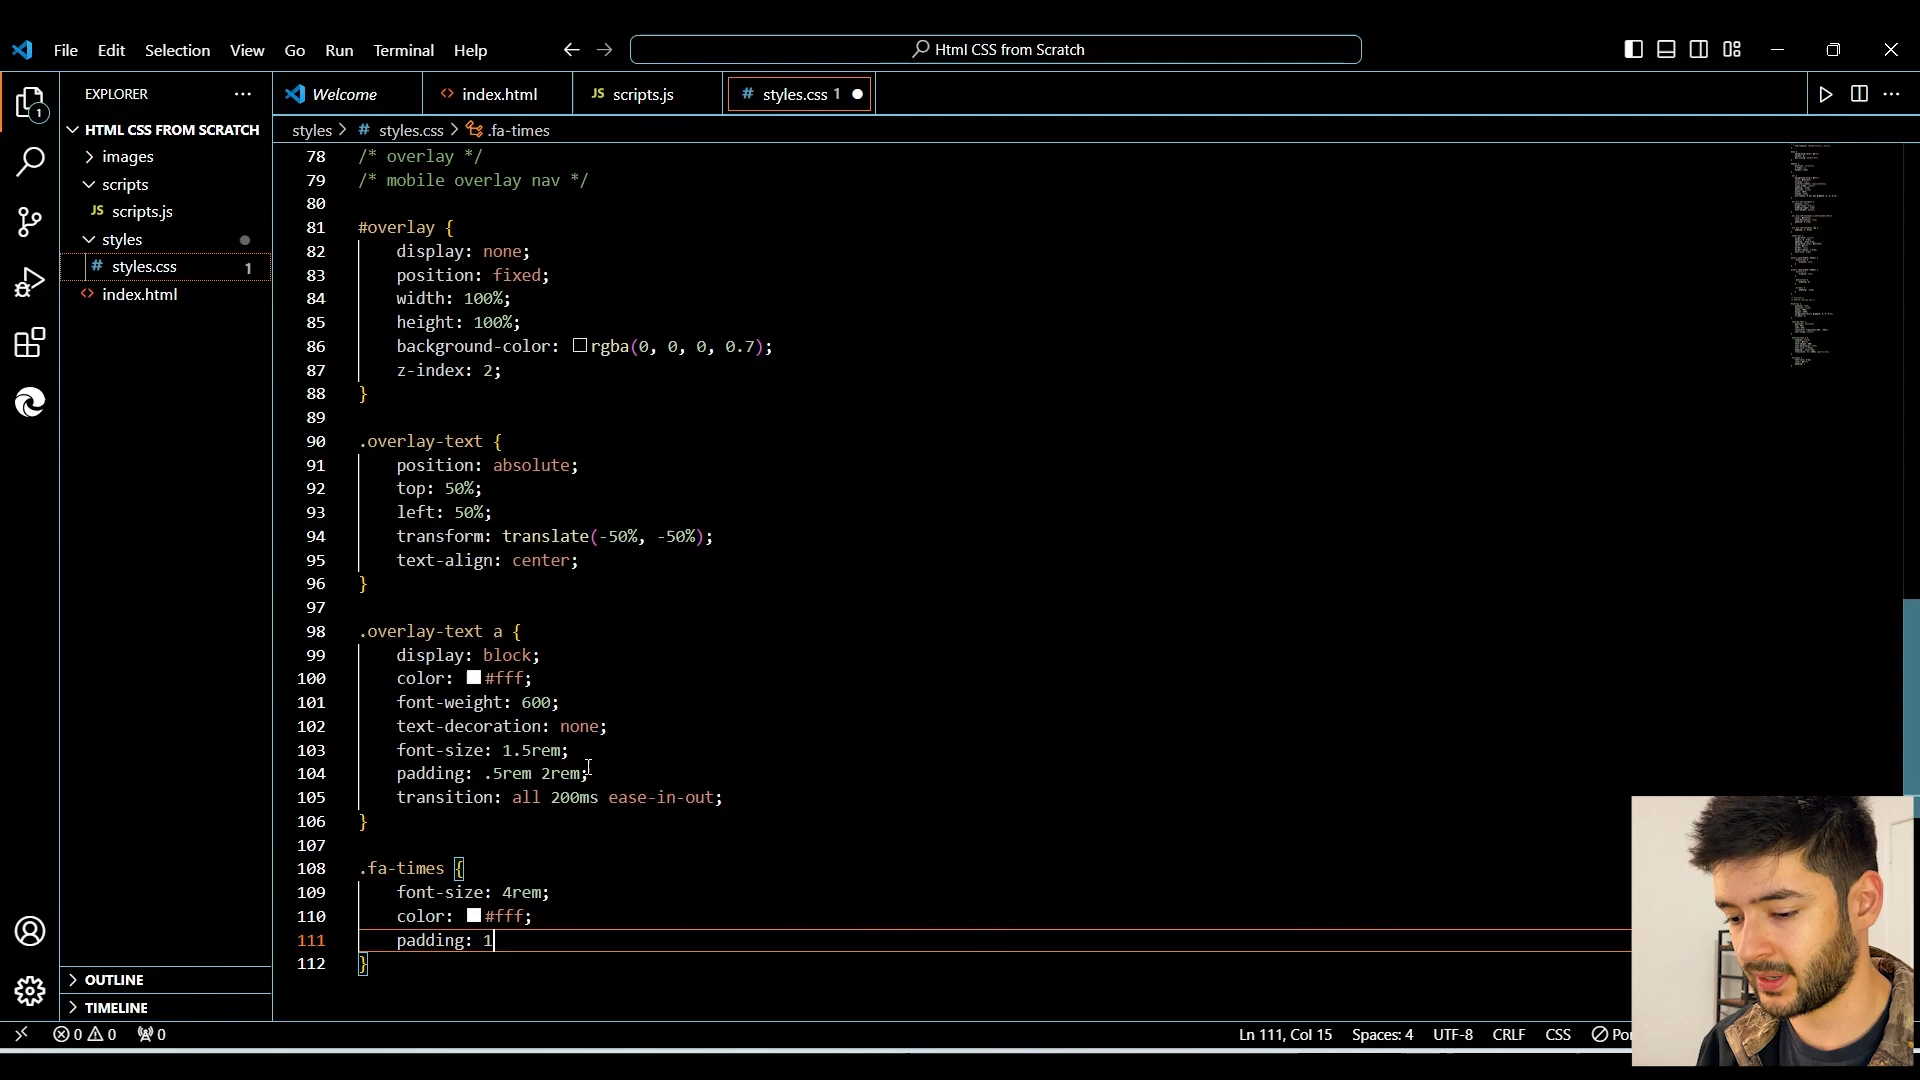 File Edit Selection View Go Run Terminal Help
Html CSS from Scratch
EXPLORER
HTML CSS FROM SCRATCH
images
scripts
JS scripts.js
styles
# styles.css 1
<> index.html
OUTLINE
TIMELINE
1
Welcome
<> index.html
JS scripts.js
# styles.css 1
styles > # styles.css > .fa-times
78 /* overlay */
79 /* mobile overlay nav */
80
81 #overlay {
82 display: none;
83 position: fixed;
84 width: 100%;
85 height: 100%;
86 background-color: rgba(0, 0, 0, 0.7);
87 z-index: 2;
88 }
89
90 .overlay-text {
91 position: absolute;
92 top: 50%;
93 left: 50%;
94 transform: translate(-50%, -50%);
95 text-align: center;
96 }
97
98 .overlay-text a {
99 display: block;
100 color: #fff;
101 font-weight: 600;
102 text-decoration: none;
103 font-size: 1.5rem;
104 padding: .5rem 2rem;
105 transition: all 200ms ease-in-out;
106 }
107
108 .fa-times {
109 font-size: 4rem;
110 color: #fff;
111 padding: 1
112 }
0 0 0
Ln 111, Col 15 Spaces: 4 UTF-8 CRLF CSS